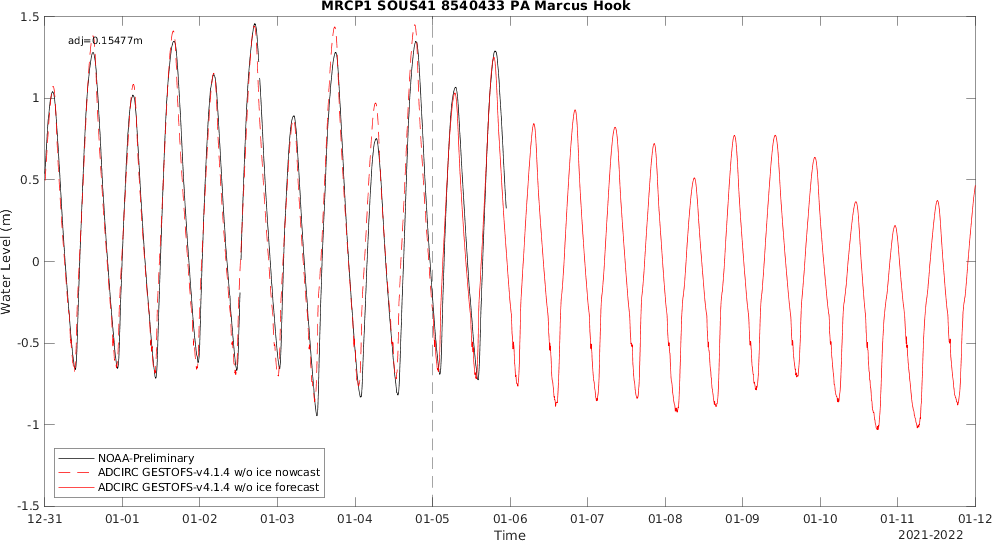 MRCP1 SOUS41 8540433 PA Marcus Hook
adj=0.15477m
1.5
1
0.5
0
-0.5
-1
-1.5
Water Level (m)
NOAA-Preliminary
ADCIRC GESTOFS-v4.1.4 w/o ice nowcast
ADCIRC GESTOFS-v4.1.4 w/o ice forecast
12-31 01-01 01-02 01-03 01-04 01-05 01-06 01-07 01-08 01-09 01-10 01-11 01-12
Time
2021-2022